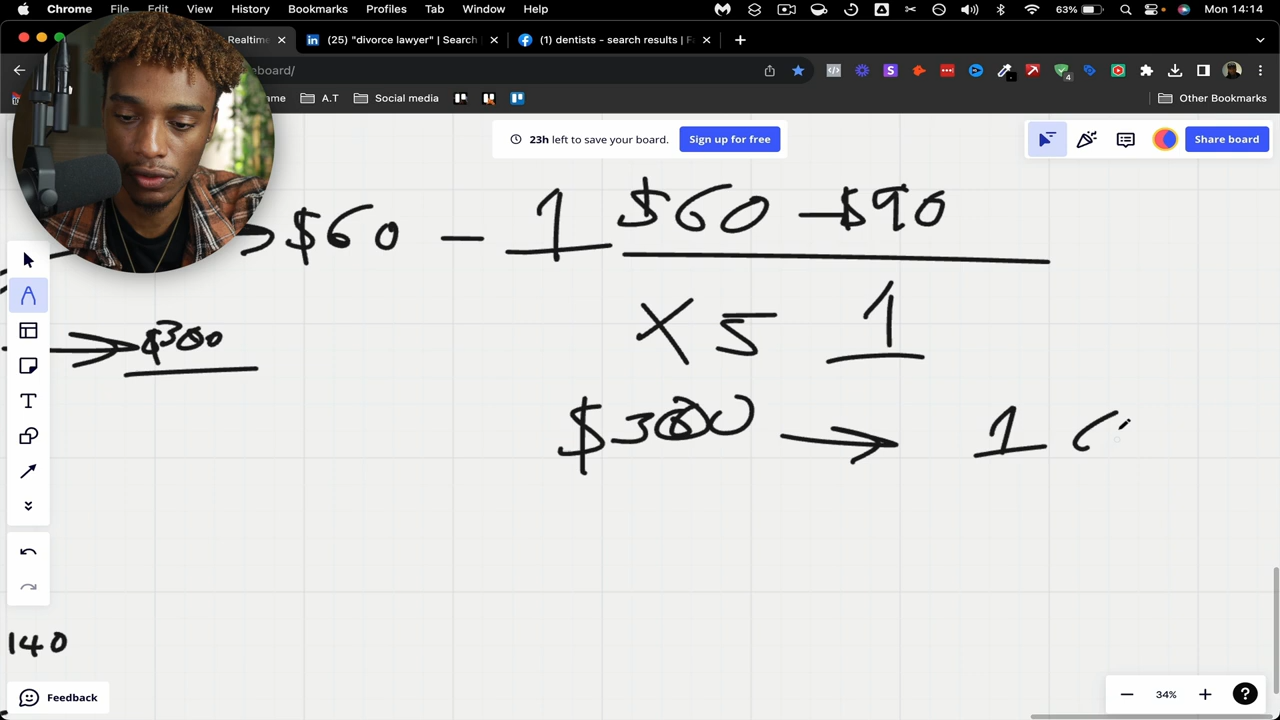 Chrome File Edit View History Bookmarks Profiles Tab Window Help 63% Mon 14:14
Realtime (25) "divorce lawyer" | Search (1) dentists - search results | F
eboard/
me A.T Social media Other Bookmarks
23h left to save your board. Sign up for free
Share board
$60 - 1 $60 - $90
x 5 1
$300
$300 → 1 C
140
Feedback
34%